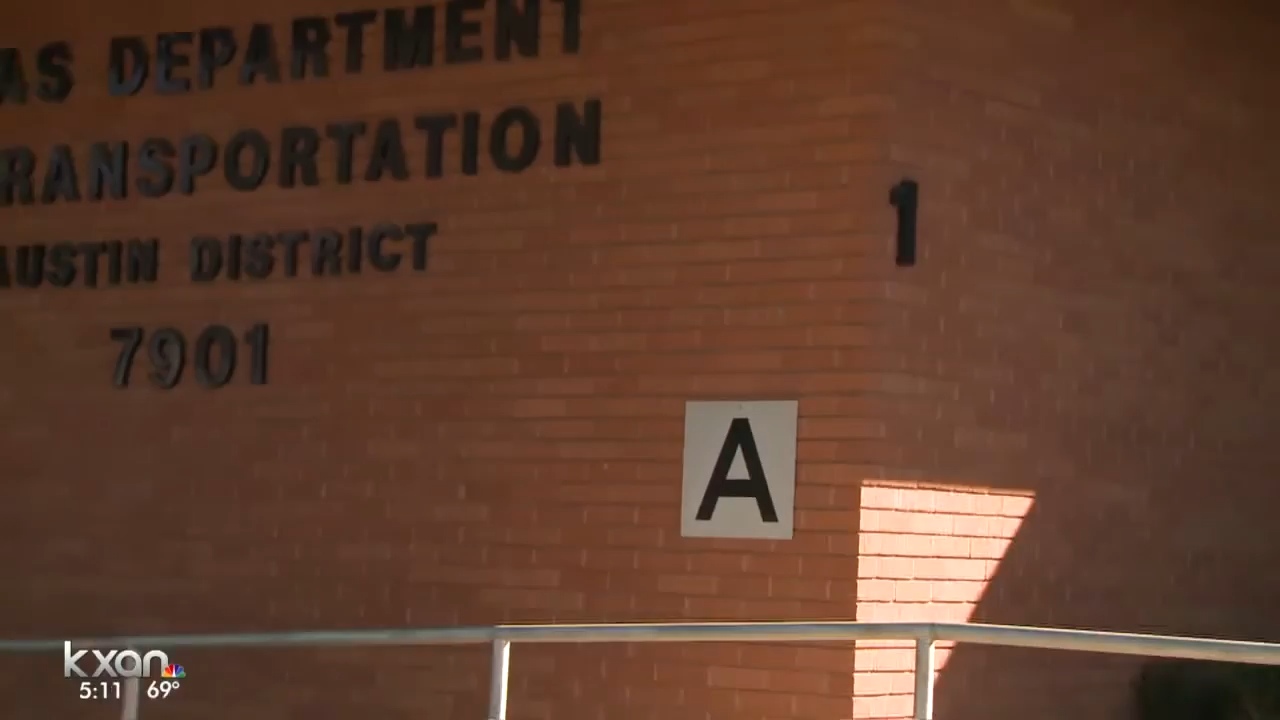 AS DEPARTMENT
RANSPORTATION
AUSTIN DISTRICT
7901
1
A
kxan
5:11 69°